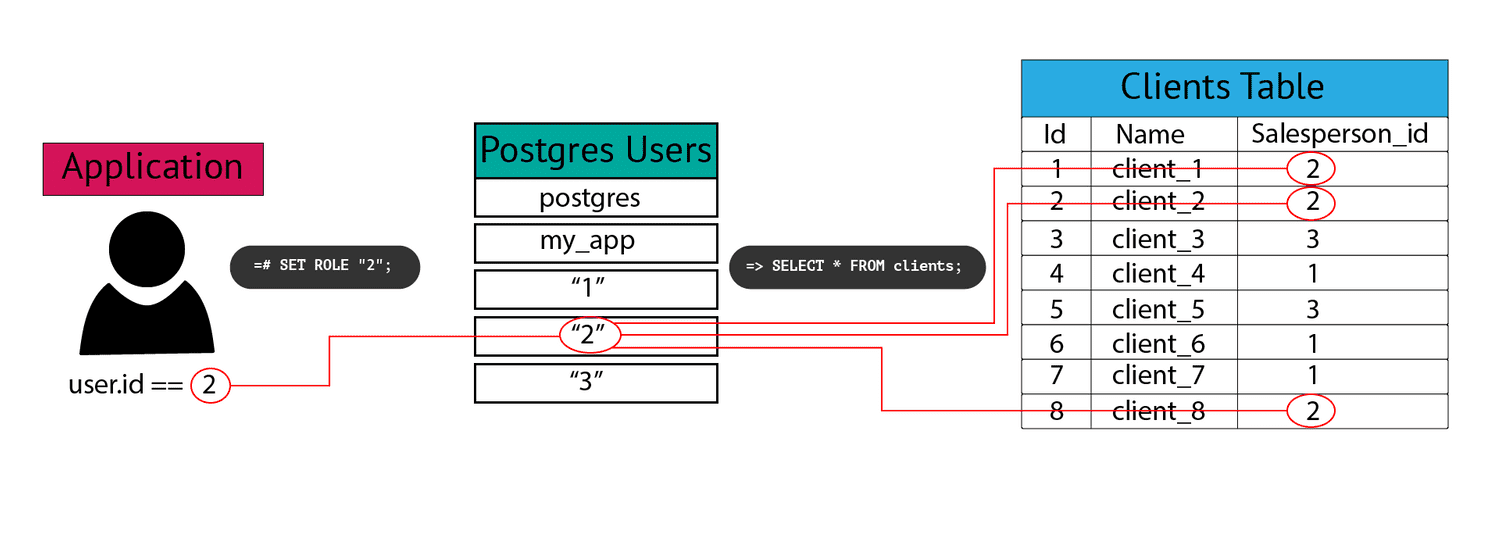 Application
=# SET ROLE "2";
user.id == 2
Postgres Users
postgres
my_app
“1”
“2”
“3”
=> SELECT * FROM clients;
Clients Table
Id Name Salesperson_id
1 client_1 2
2 client_2 2
3 client_3 3
4 client_4 1
5 client_5 3
6 client_6 1
7 client_7 1
8 client_8 2